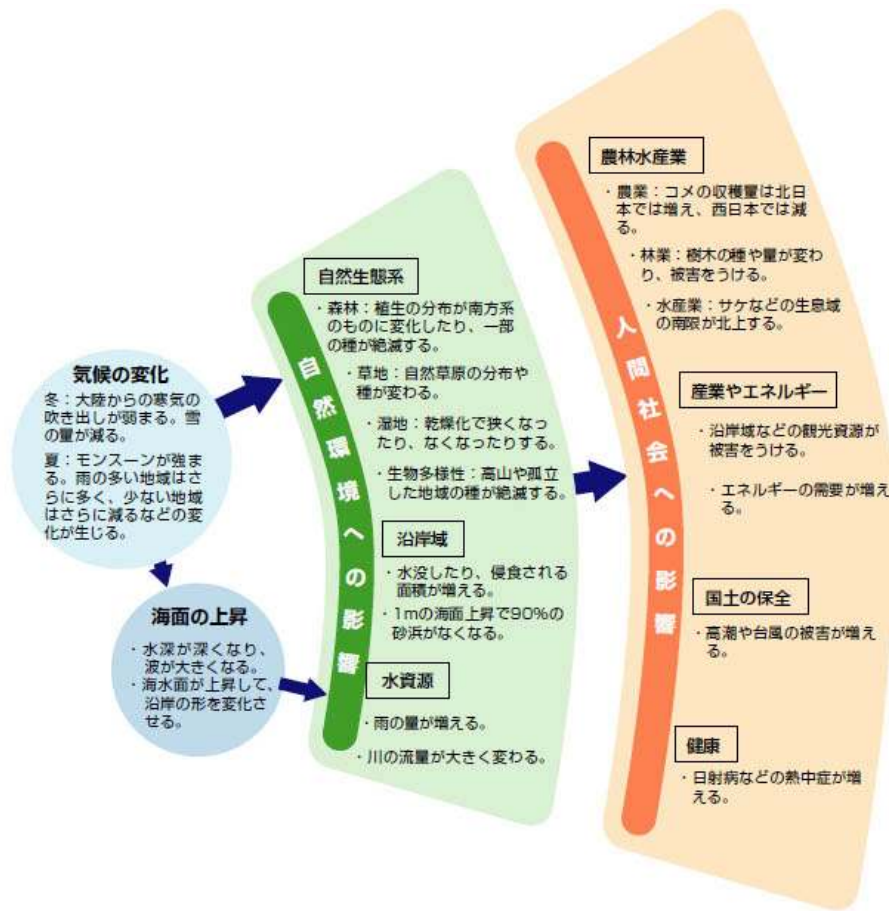 気候の変化
冬：大陸からの寒気の
吹き出しが弱まる。雪
の量が減る。
夏：モンスーンが強ま
る。雨の多い地域はさ
らに多く、少ない地域
はさらに減るなどの変
化が生じる。
海面の上昇
・水深が深くなり、
波が大きくなる。
・海水面が上昇して、
沿岸の形を変化さ
せる。
自然環境への影響
自然生態系
・森林：植生の分布が南方系
のものに変化したり、一部
の種が絶滅する。
・草地：自然草原の分布や
種が変わる。
・湿地：乾燥化で狭くなっ
たり、なくなったりする。
・生物多様性：高山や孤立
した地域の種が絶滅する。
沿岸域
・水没したり、侵食される
面積が増える。
・1mの海面上昇で90%の
砂浜がなくなる。
水資源
・雨の量が増える。
・川の流量が大きく変わる。
人間社会への影響
農林水産業
・農業：コメの収穫量は北日
本では増え、西日本では減
る。
・林業：樹木の種や量が変わ
り、被害をうける。
・水産業：サケなどの生息域
の南限が北上する。
産業やエネルギー
・沿岸域などの観光資源が
被害をうける。
・エネルギーの需要が増え
る。
国土の保全
・高潮や台風の被害が増え
る。
健康
・日射病などの熱中症が増
える。